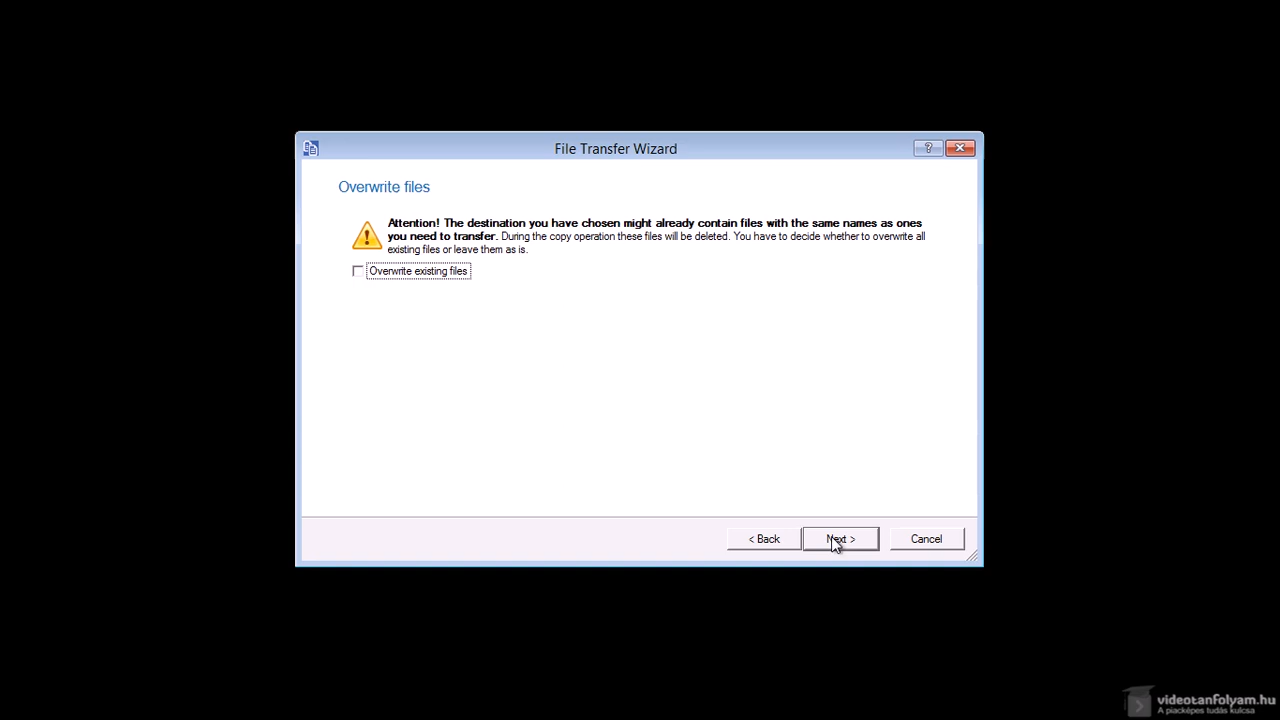 File Transfer Wizard
?
Overwrite files
Attention! The destination you have chosen might already contain files with the same names as ones
you need to transfer. During the copy operation these files will be deleted. You have to decide whether to overwrite all
existing files or leave them as is.
Overwrite existing files
< Back
Next >
Cancel
videotanfolyam.hu
A piacképes tudás kulcsa